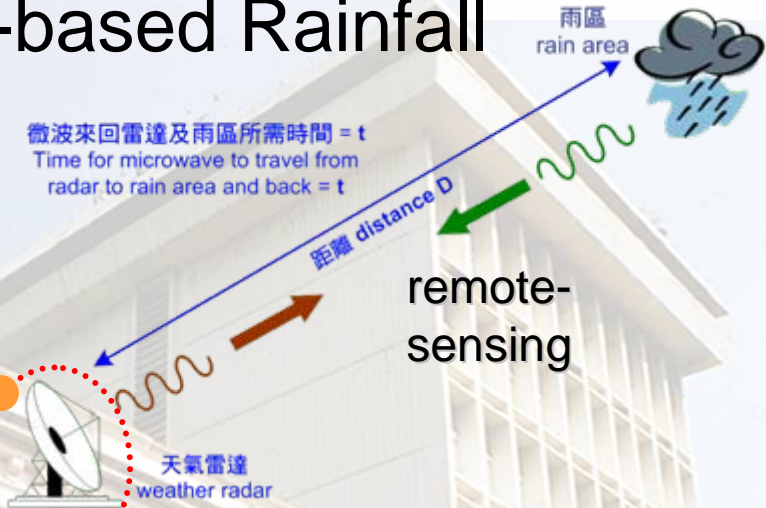 -based Rainfall
雨區
rain area
微波來回雷達及雨區所需時間 = t
Time for microwave to travel from
radar to rain area and back = t
距離 distance D
remote-
sensing
天氣雷達
weather radar